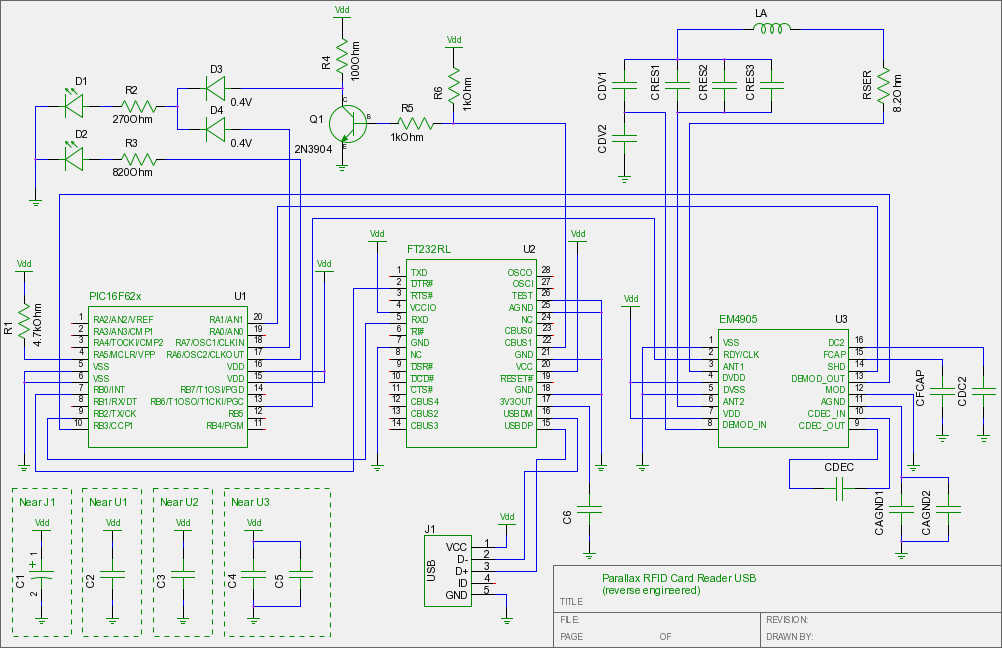 Vdd
R4
100Ohm
LA
Vdd
R6
1kOhm
D1
R2
270Ohm
D3
0.4V
D4
0.4V
Q1
2N3904
C
B
E
R5
1kOhm
D2
R3
820Ohm
CDV1
CRES1
CRES2
CRES3
RSER
8.2Ohm
CDV2
Vdd
R1
4.7kOhm
Vdd
Vdd
Vdd
Vdd
PIC16F62x
U1
1 RA2/AN2/VREF
2 RA3/AN3/CMP1
3 RA4/TOCKI/CMP2
4 RA5/MCLR/VPP
5 VSS
6 VSS
7 RB0/INT
8 RB1/RX/DT
9 RB2/TX/CK
10 RB3/CCP1
RA1/AN1 20
RA0/AN0 19
RA7/OSC1/CLKIN 18
RA6/OSC2/CLKOUT 17
VDD 16
VDD 15
RB7/T1OSI/PGD 14
RB6/T1OSO/T1CKI/PGC 13
RB5 12
RB4/PGM 11
FT232RL
U2
1 TXD
2 DTR#
3 RTS#
4 VCCIO
5 RXD
6 RI#
7 GND
8 NC
9 DSR#
10 DCD#
11 CTS#
12 CBUS4
13 CBUS2
14 CBUS3
OSCO 28
OSCI 27
TEST 26
AGND 25
NC 24
CBUS0 23
CBUS1 22
GND 21
VCC 20
RESET# 19
GND 18
3V3OUT 17
USBDM 16
USBDP 15
EM4905
U3
1 VSS
2 RDY/CLK
3 ANT1
4 DVDD
5 DVSS
6 ANT2
7 VDD
8 DEMOD_IN
DC2 16
FCAP 15
SHD 14
DEMOD_OUT 13
MOD 12
AGND 11
CDEC_IN 10
CDEC_OUT 9
CFCAP
CDC2
CDEC
CAGND1
CAGND2
C6
Near J1
Vdd
C1
+ 1
2
Near U1
Vdd
C2
Near U2
Vdd
C3
Near U3
Vdd
C4
C5
J1
USB
VCC 1
D- 2
D+ 3
ID 4
GND 5
Vdd
Parallax RFID Card Reader USB
(reverse engineered)
TITLE
FILE:
REVISION:
PAGE
OF
DRAWN BY: